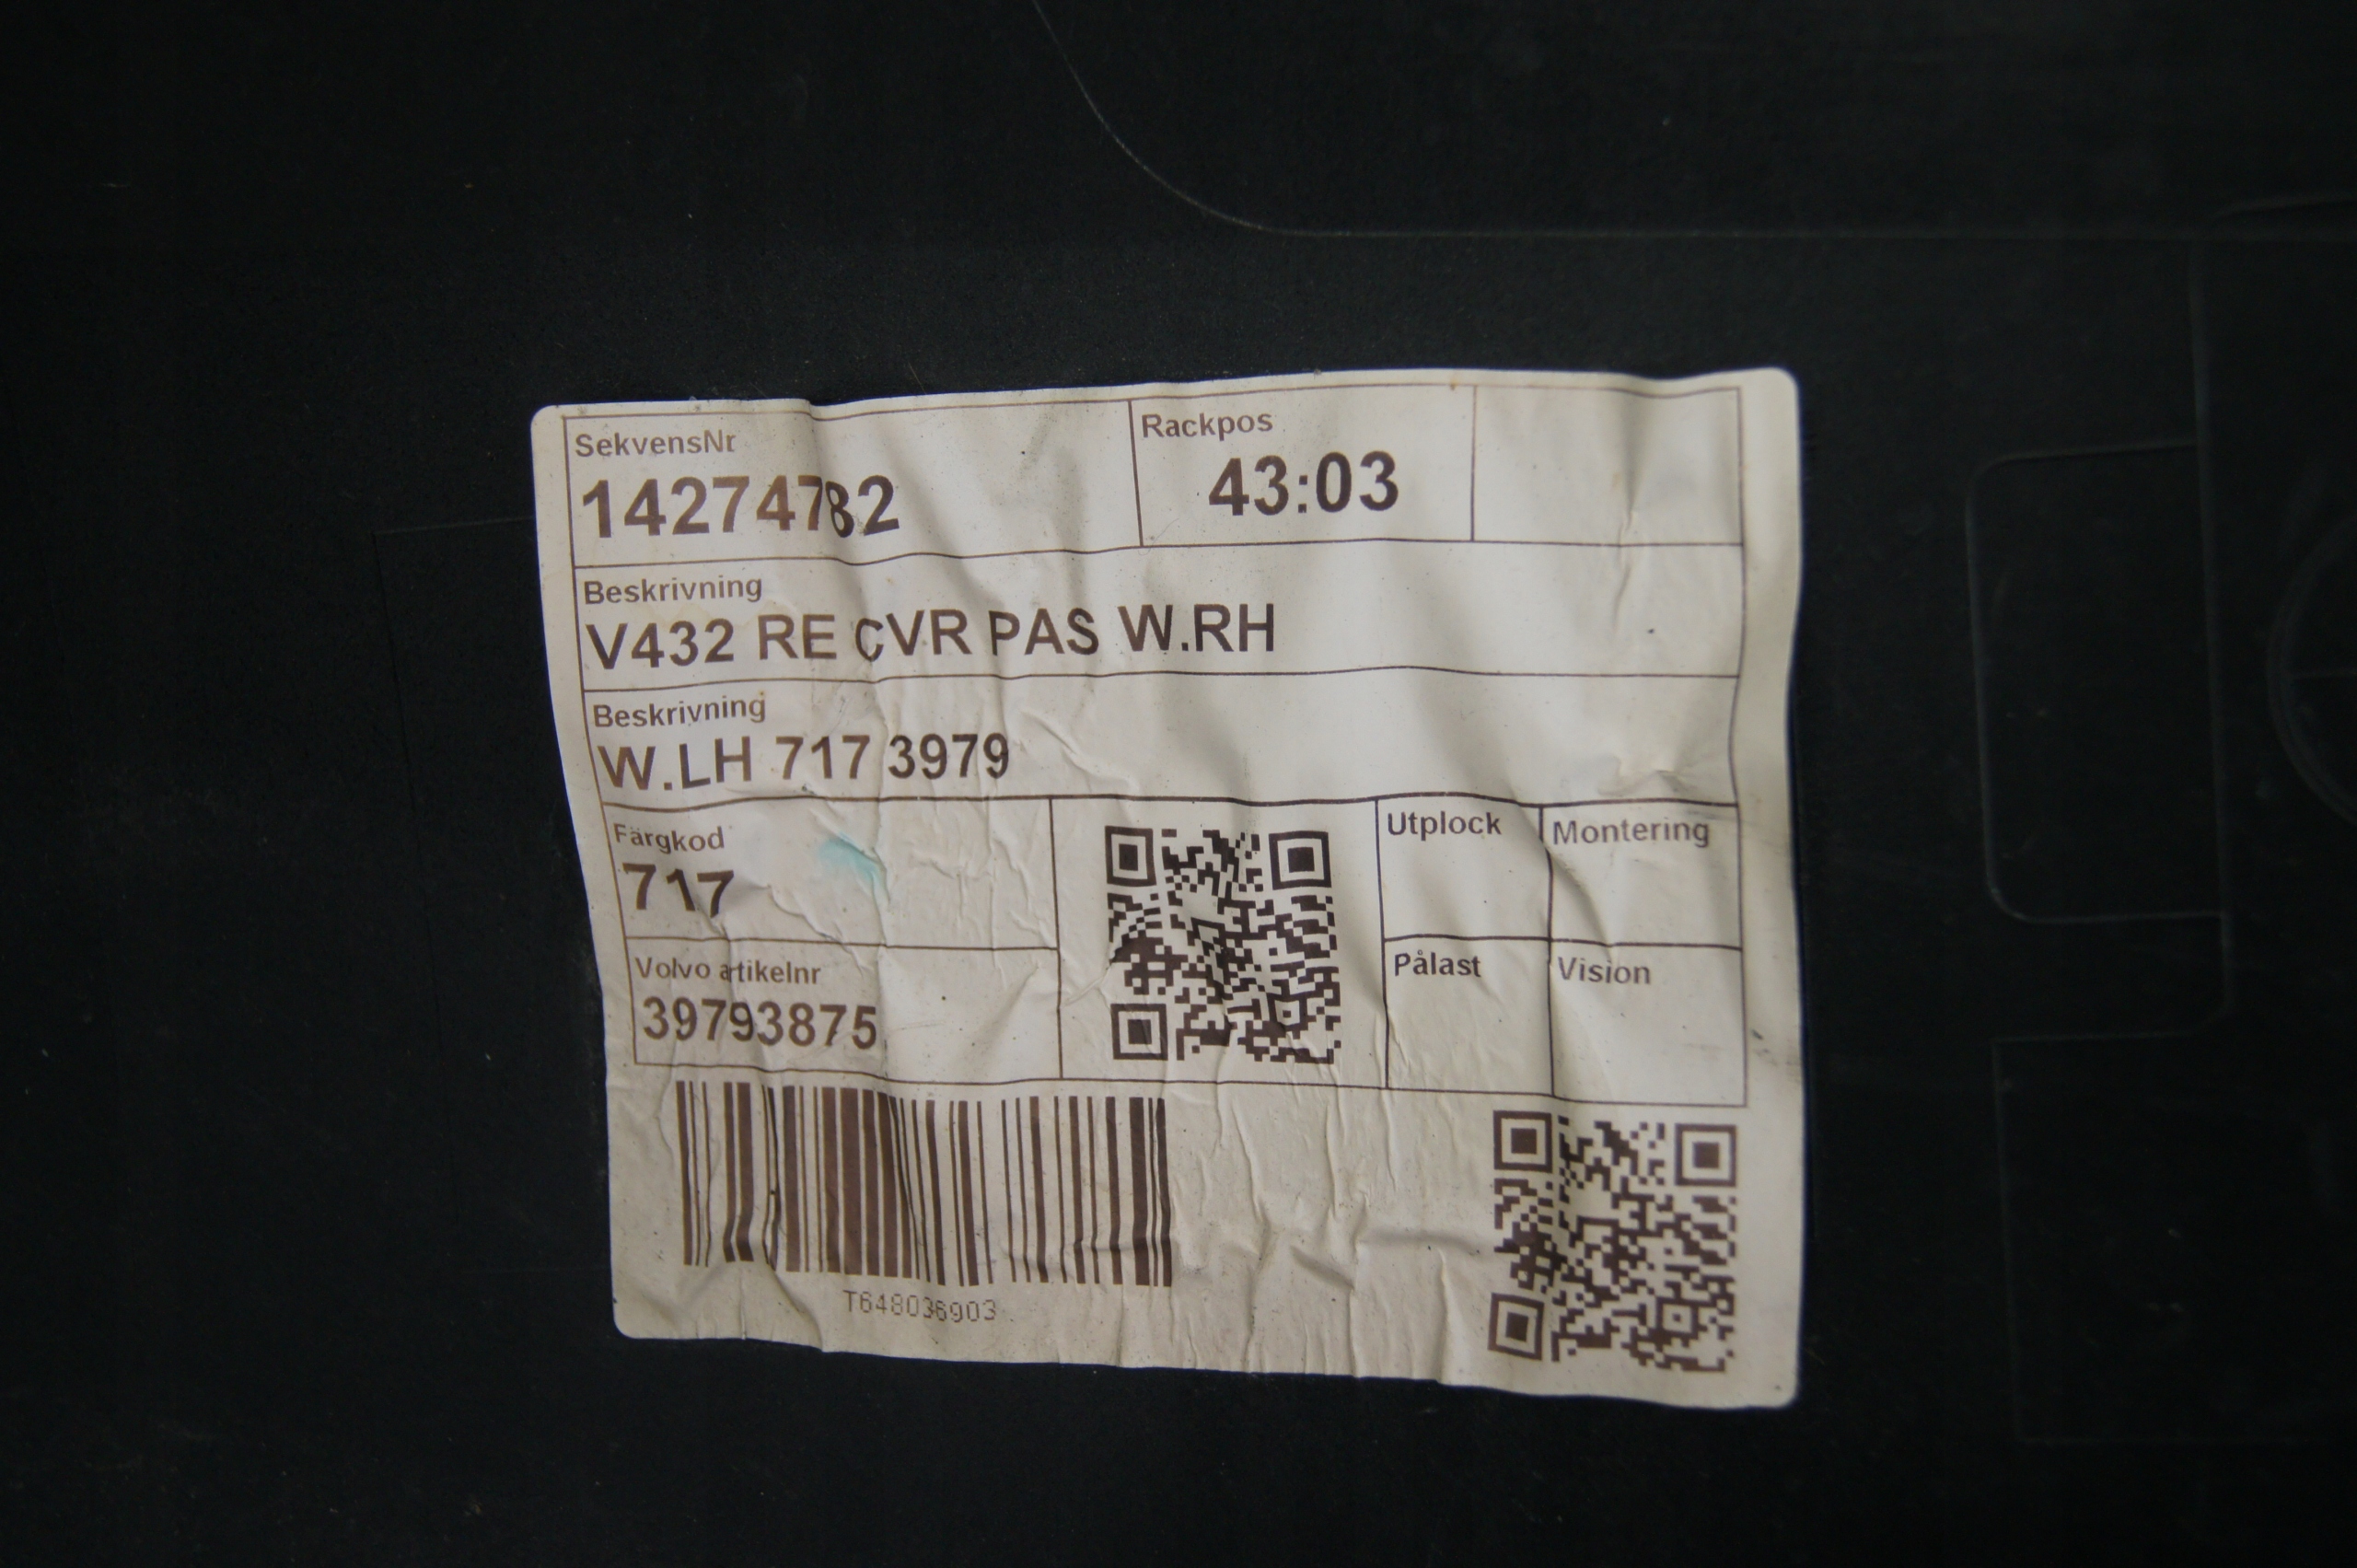 SekvensNr
Rackpos
14274782
43:03
Beskrivning
V432 RE CVR PAS W.RH
Beskrivning
W.LH 717 3979
Färgkod
717
Utplock
Montering
Volvo artikelnr
39793875
Pålast
Vision
T648036903